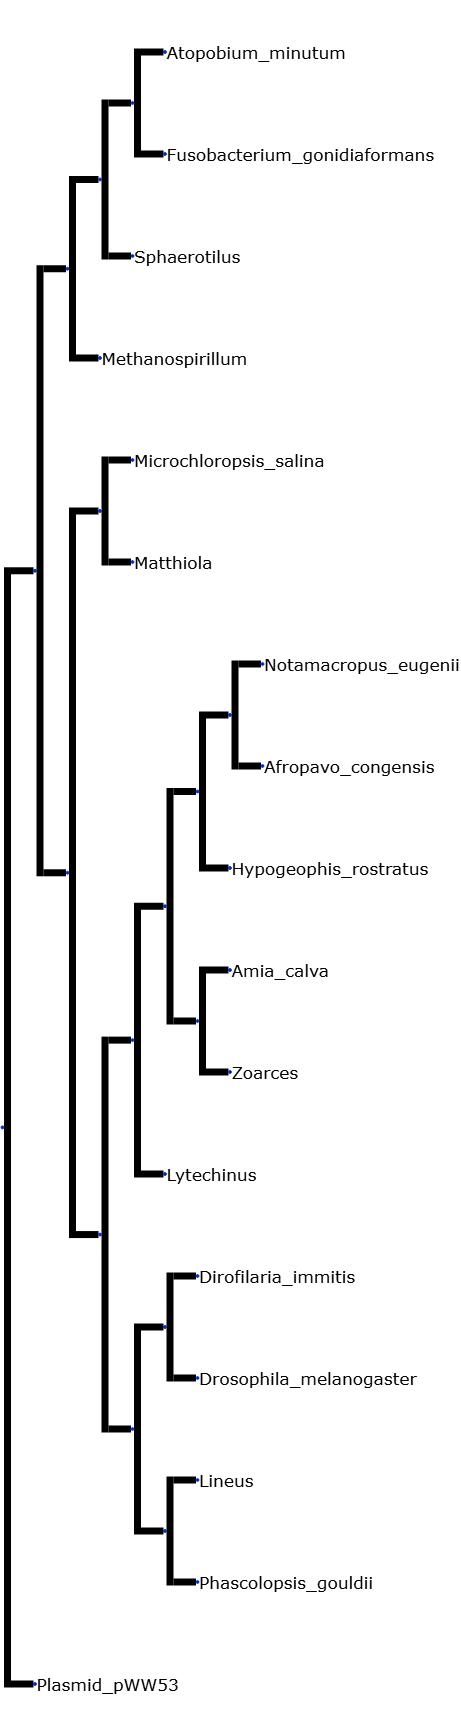 Atopobium_minutum
Fusobacterium_gonidiaformans
Sphaerotilus
Methanospirillum
Microchloropsis_salina
Matthiola
Notamacropus_eugenii
Afropavo_congensis
Hypogeophis_rostratus
Amia_calva
Zoarces
Lytechinus
Dirofilaria_immitis
Drosophila_melanogaster
Lineus
Phascolopsis_gouldii
Plasmid_pWW53